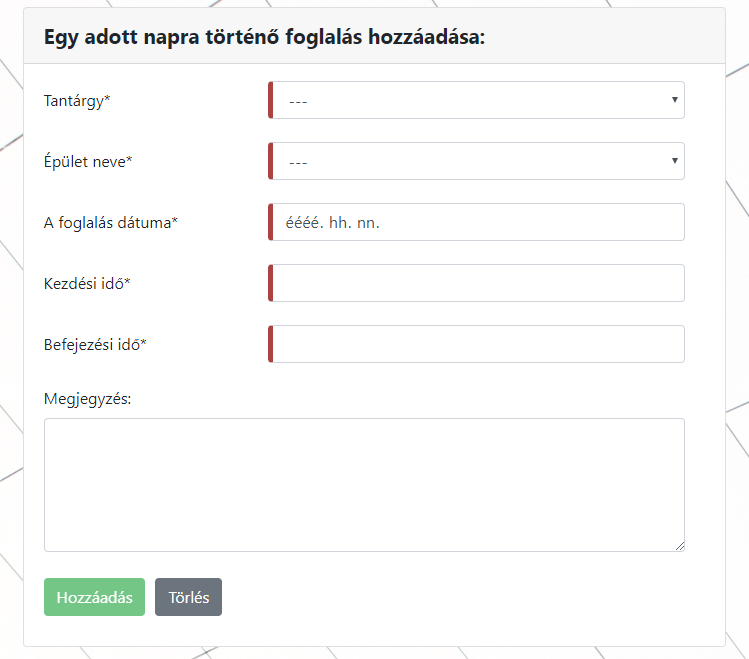 Egy adott napra történő foglalás hozzáadása:
Tantárgy*
---
Épület neve*
---
A foglalás dátuma*
éééé. hh. nn.
Kezdési idő*
Befejezési idő*
Megjegyzés:
Hozzáadás
Törlés